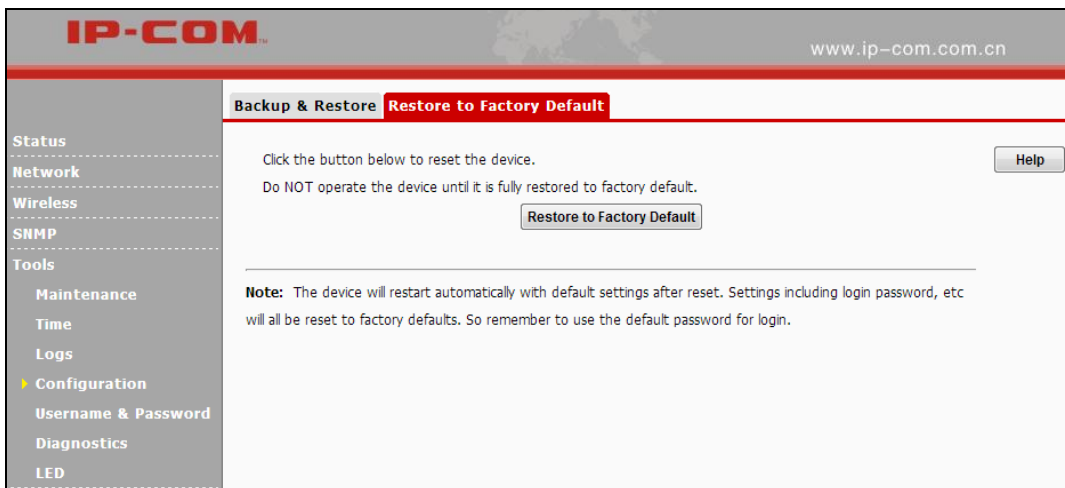 IP-COM™
www.ip-com.com.cn
Backup & Restore Restore to Factory Default
Status
Network
Wireless
SNMP
Tools
Maintenance
Time
Logs
Configuration
Username & Password
Diagnostics
LED
Click the button below to reset the device.
Help
Do NOT operate the device until it is fully restored to factory default.
Restore to Factory Default
Note: The device will restart automatically with default settings after reset. Settings including login password, etc
will all be reset to factory defaults. So remember to use the default password for login.